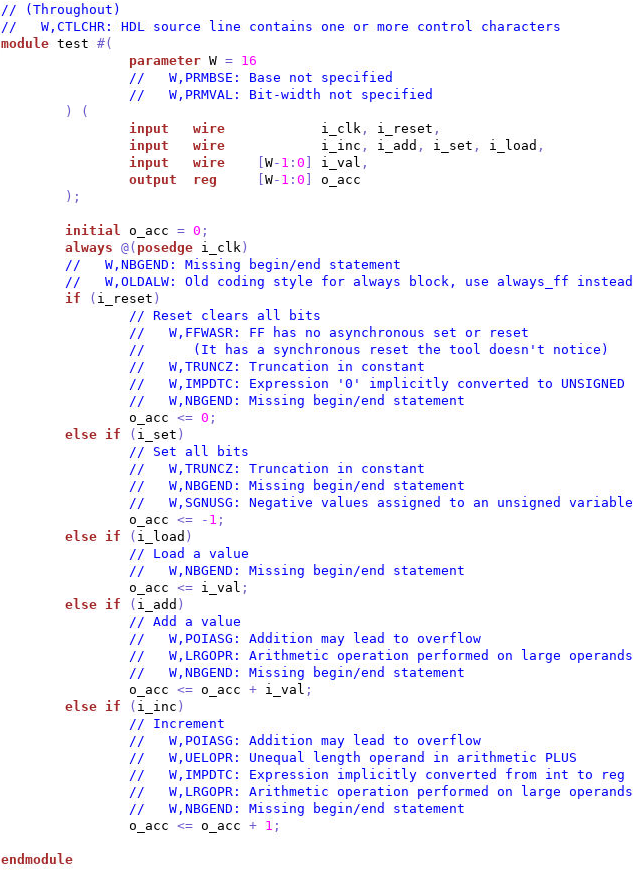 // (Throughout)
//   W,CTLCHR: HDL source line contains one or more control characters
module test #(
                parameter W = 16
                //   W,PRMBSE: Base not specified
                //   W,PRMVAL: Bit-width not specified
        ) (
                input   wire            i_clk, i_reset,
                input   wire            i_inc, i_add, i_set, i_load,
                input   wire    [W-1:0] i_val,
                output  reg     [W-1:0] o_acc
        );

        initial o_acc = 0;
        always @(posedge i_clk)
        //   W,NBGEND: Missing begin/end statement
        //   W,OLDALW: Old coding style for always block, use always_ff instead
        if (i_reset)
                // Reset clears all bits
                //   W,FFWASR: FF has no asynchronous set or reset
                //      (It has a synchronous reset the tool doesn't notice)
                //   W,TRUNCZ: Truncation in constant
                //   W,IMPDTC: Expression '0' implicitly converted to UNSIGNED
                //   W,NBGEND: Missing begin/end statement
                o_acc <= 0;
        else if (i_set)
                // Set all bits
                //   W,TRUNCZ: Truncation in constant
                //   W,NBGEND: Missing begin/end statement
                //   W,SGNUSG: Negative values assigned to an unsigned variable
                o_acc <= -1;
        else if (i_load)
                // Load a value
                //   W,NBGEND: Missing begin/end statement
                o_acc <= i_val;
        else if (i_add)
                // Add a value
                //   W,POIASG: Addition may lead to overflow
                //   W,LRGOPR: Arithmetic operation performed on large operands
                //   W,NBGEND: Missing begin/end statement
                o_acc <= o_acc + i_val;
        else if (i_inc)
                // Increment
                //   W,POIASG: Addition may lead to overflow
                //   W,UELOPR: Unequal length operand in arithmetic PLUS
                //   W,IMPDTC: Expression implicitly converted from int to reg
                //   W,LRGOPR: Arithmetic operation performed on large operands
                //   W,NBGEND: Missing begin/end statement
                o_acc <= o_acc + 1;

endmodule